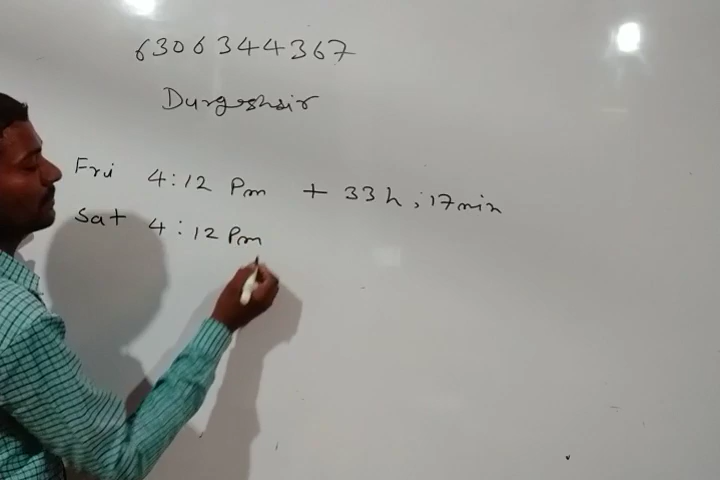 6306344367
Durgeshsir
Fri 4:12 Pm + 33h ; 17min
Sat 4:12 Pm